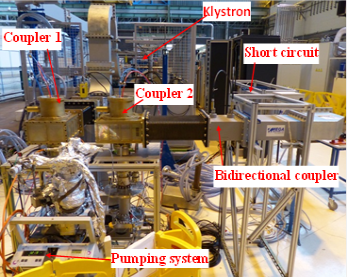 Klystron
Coupler 1
Short circuit
Coupler 2
Bidirectional coupler
Pumping system